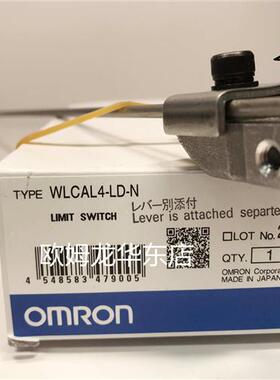 TYPE WLCAL4-LD-N
LIMIT SWITCH
レバー別添付
Lever is attached separate
欧姆龙华东店
LOT No.
QTY. 1
4 548583 479005
OMRON Corpora
MADE IN JAPAN
OMRON